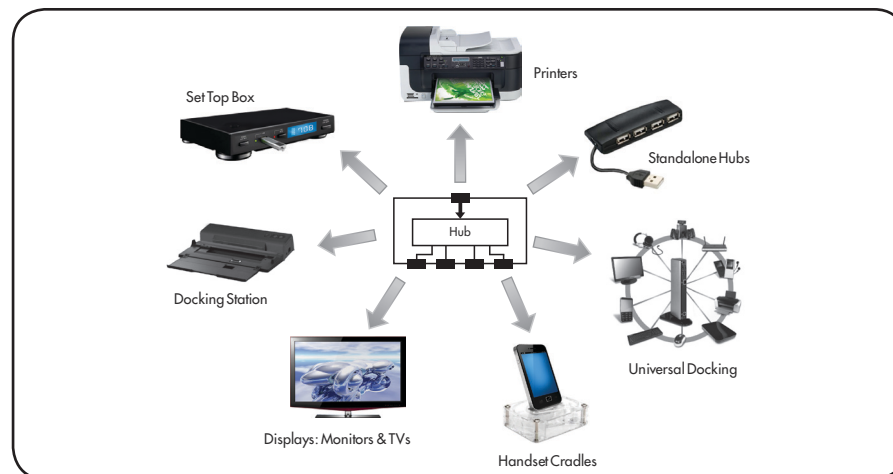 Printers
Set Top Box
Standalone Hubs
Hub
Docking Station
Universal Docking
Displays: Monitors & TVs
Handset Cradles